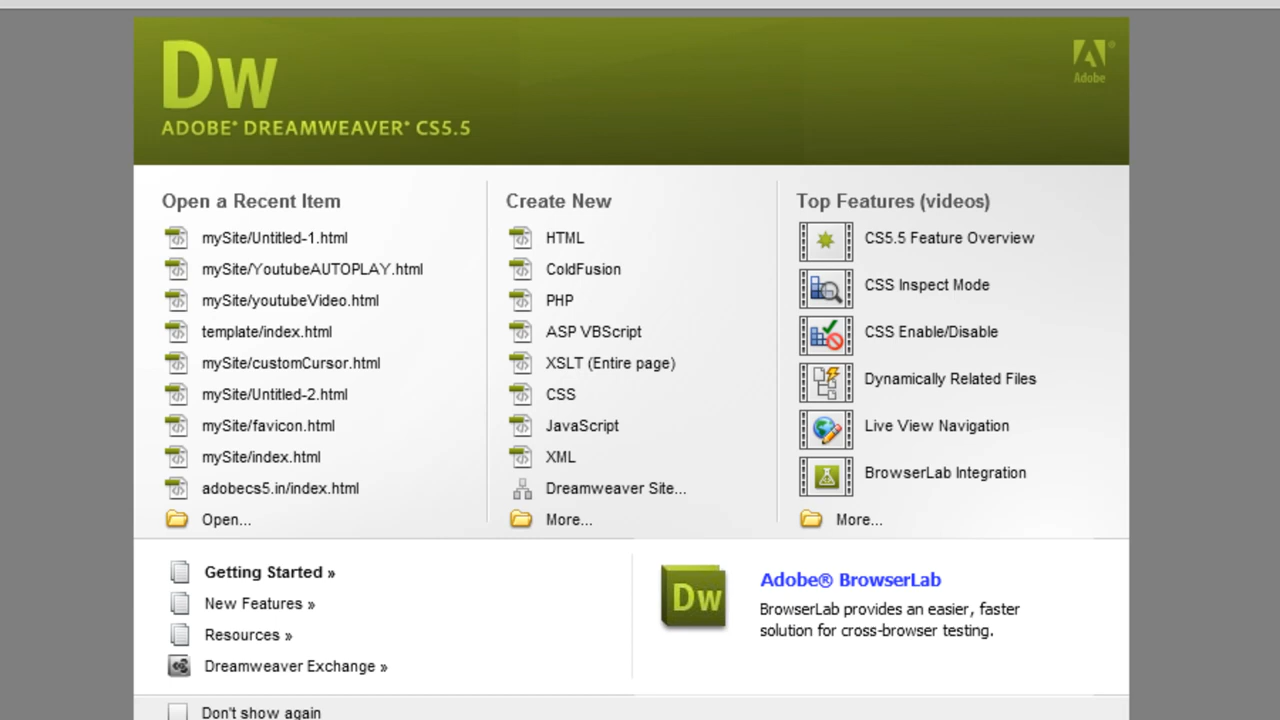 Dw
ADOBE® DREAMWEAVER® CS5.5
Adobe
Open a Recent Item
mySite/Untitled-1.html
mySite/YoutubeAUTOPLAY.html
mySite/youtubeVideo.html
template/index.html
mySite/customCursor.html
mySite/Untitled-2.html
mySite/favicon.html
mySite/index.html
adobecs5.in/index.html
Open...
Create New
HTML
ColdFusion
PHP
ASP VBScript
XSLT (Entire page)
CSS
JavaScript
XML
Dreamweaver Site...
More...
Top Features (videos)
CS5.5 Feature Overview
CSS Inspect Mode
CSS Enable/Disable
Dynamically Related Files
Live View Navigation
BrowserLab Integration
More...
Getting Started »
New Features »
Resources »
Dreamweaver Exchange »
Dw
Adobe® BrowserLab
BrowserLab provides an easier, faster
solution for cross-browser testing.
Don't show again